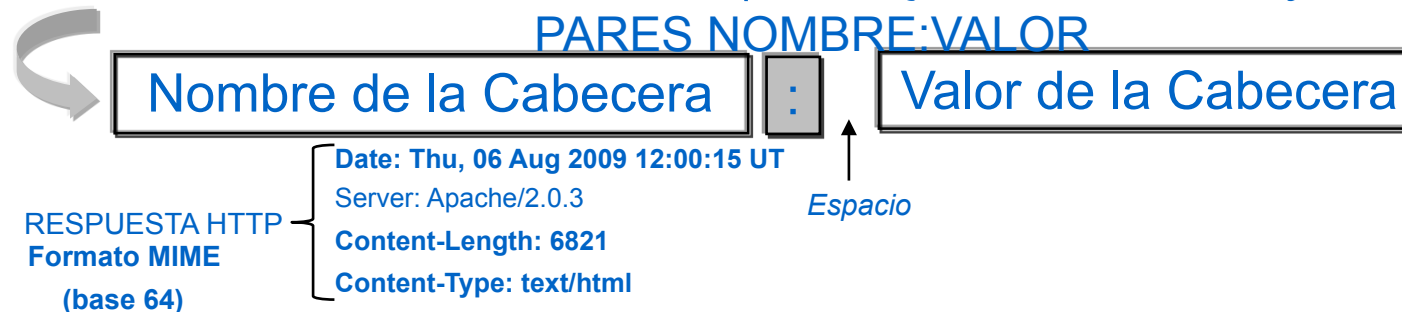 PARES NOMBRE:VALOR
Nombre de la Cabecera : Valor de la Cabecera
Date: Thu, 06 Aug 2009 12:00:15 UT
Server: Apache/2.0.3
Espacio
RESPUESTA HTTP
Formato MIME
(base 64)
Content-Length: 6821
Content-Type: text/html